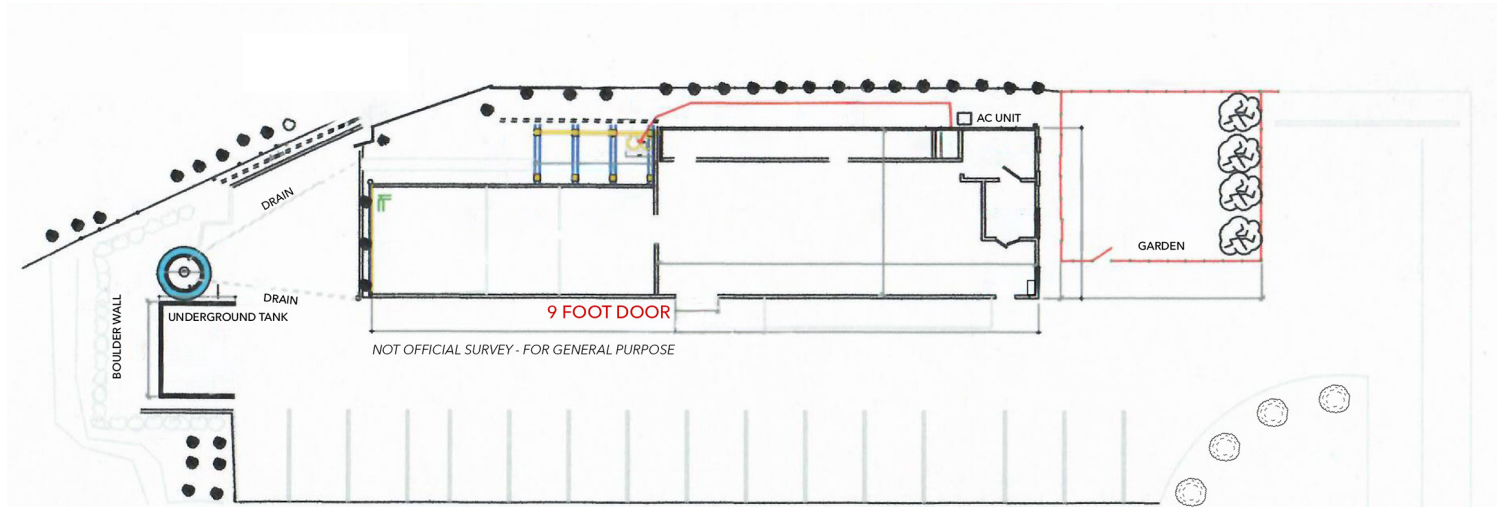 AC UNIT
DRAIN
GARDEN
DRAIN
BOULDER WALL
UNDERGROUND TANK
9 FOOT DOOR
NOT OFFICIAL SURVEY - FOR GENERAL PURPOSE